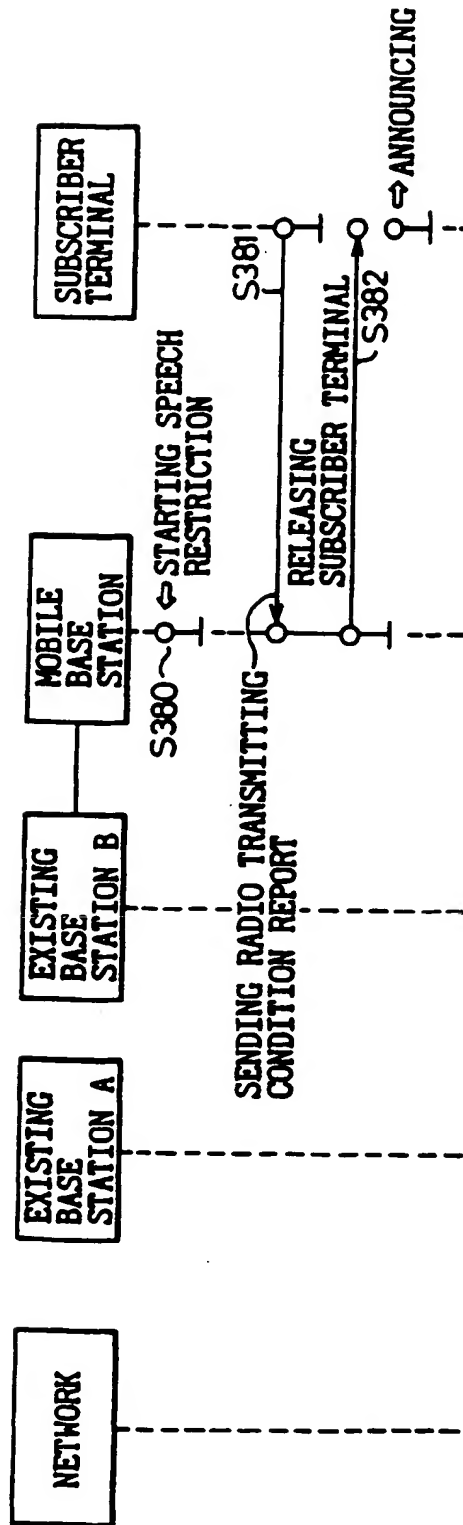 NETWORK
EXISTING
BASE
STATION A
EXISTING
BASE
STATION B
MOBILE
BASE
STATION
SUBSCRIBER
TERMINAL
S380
⇔ STARTING SPEECH
RESTRICTION
SENDING RADIO TRANSMITTING
CONDITION REPORT
S381
RELEASING
SUBSCRIBER TERMINAL
S382
⇔ ANNOUNCING